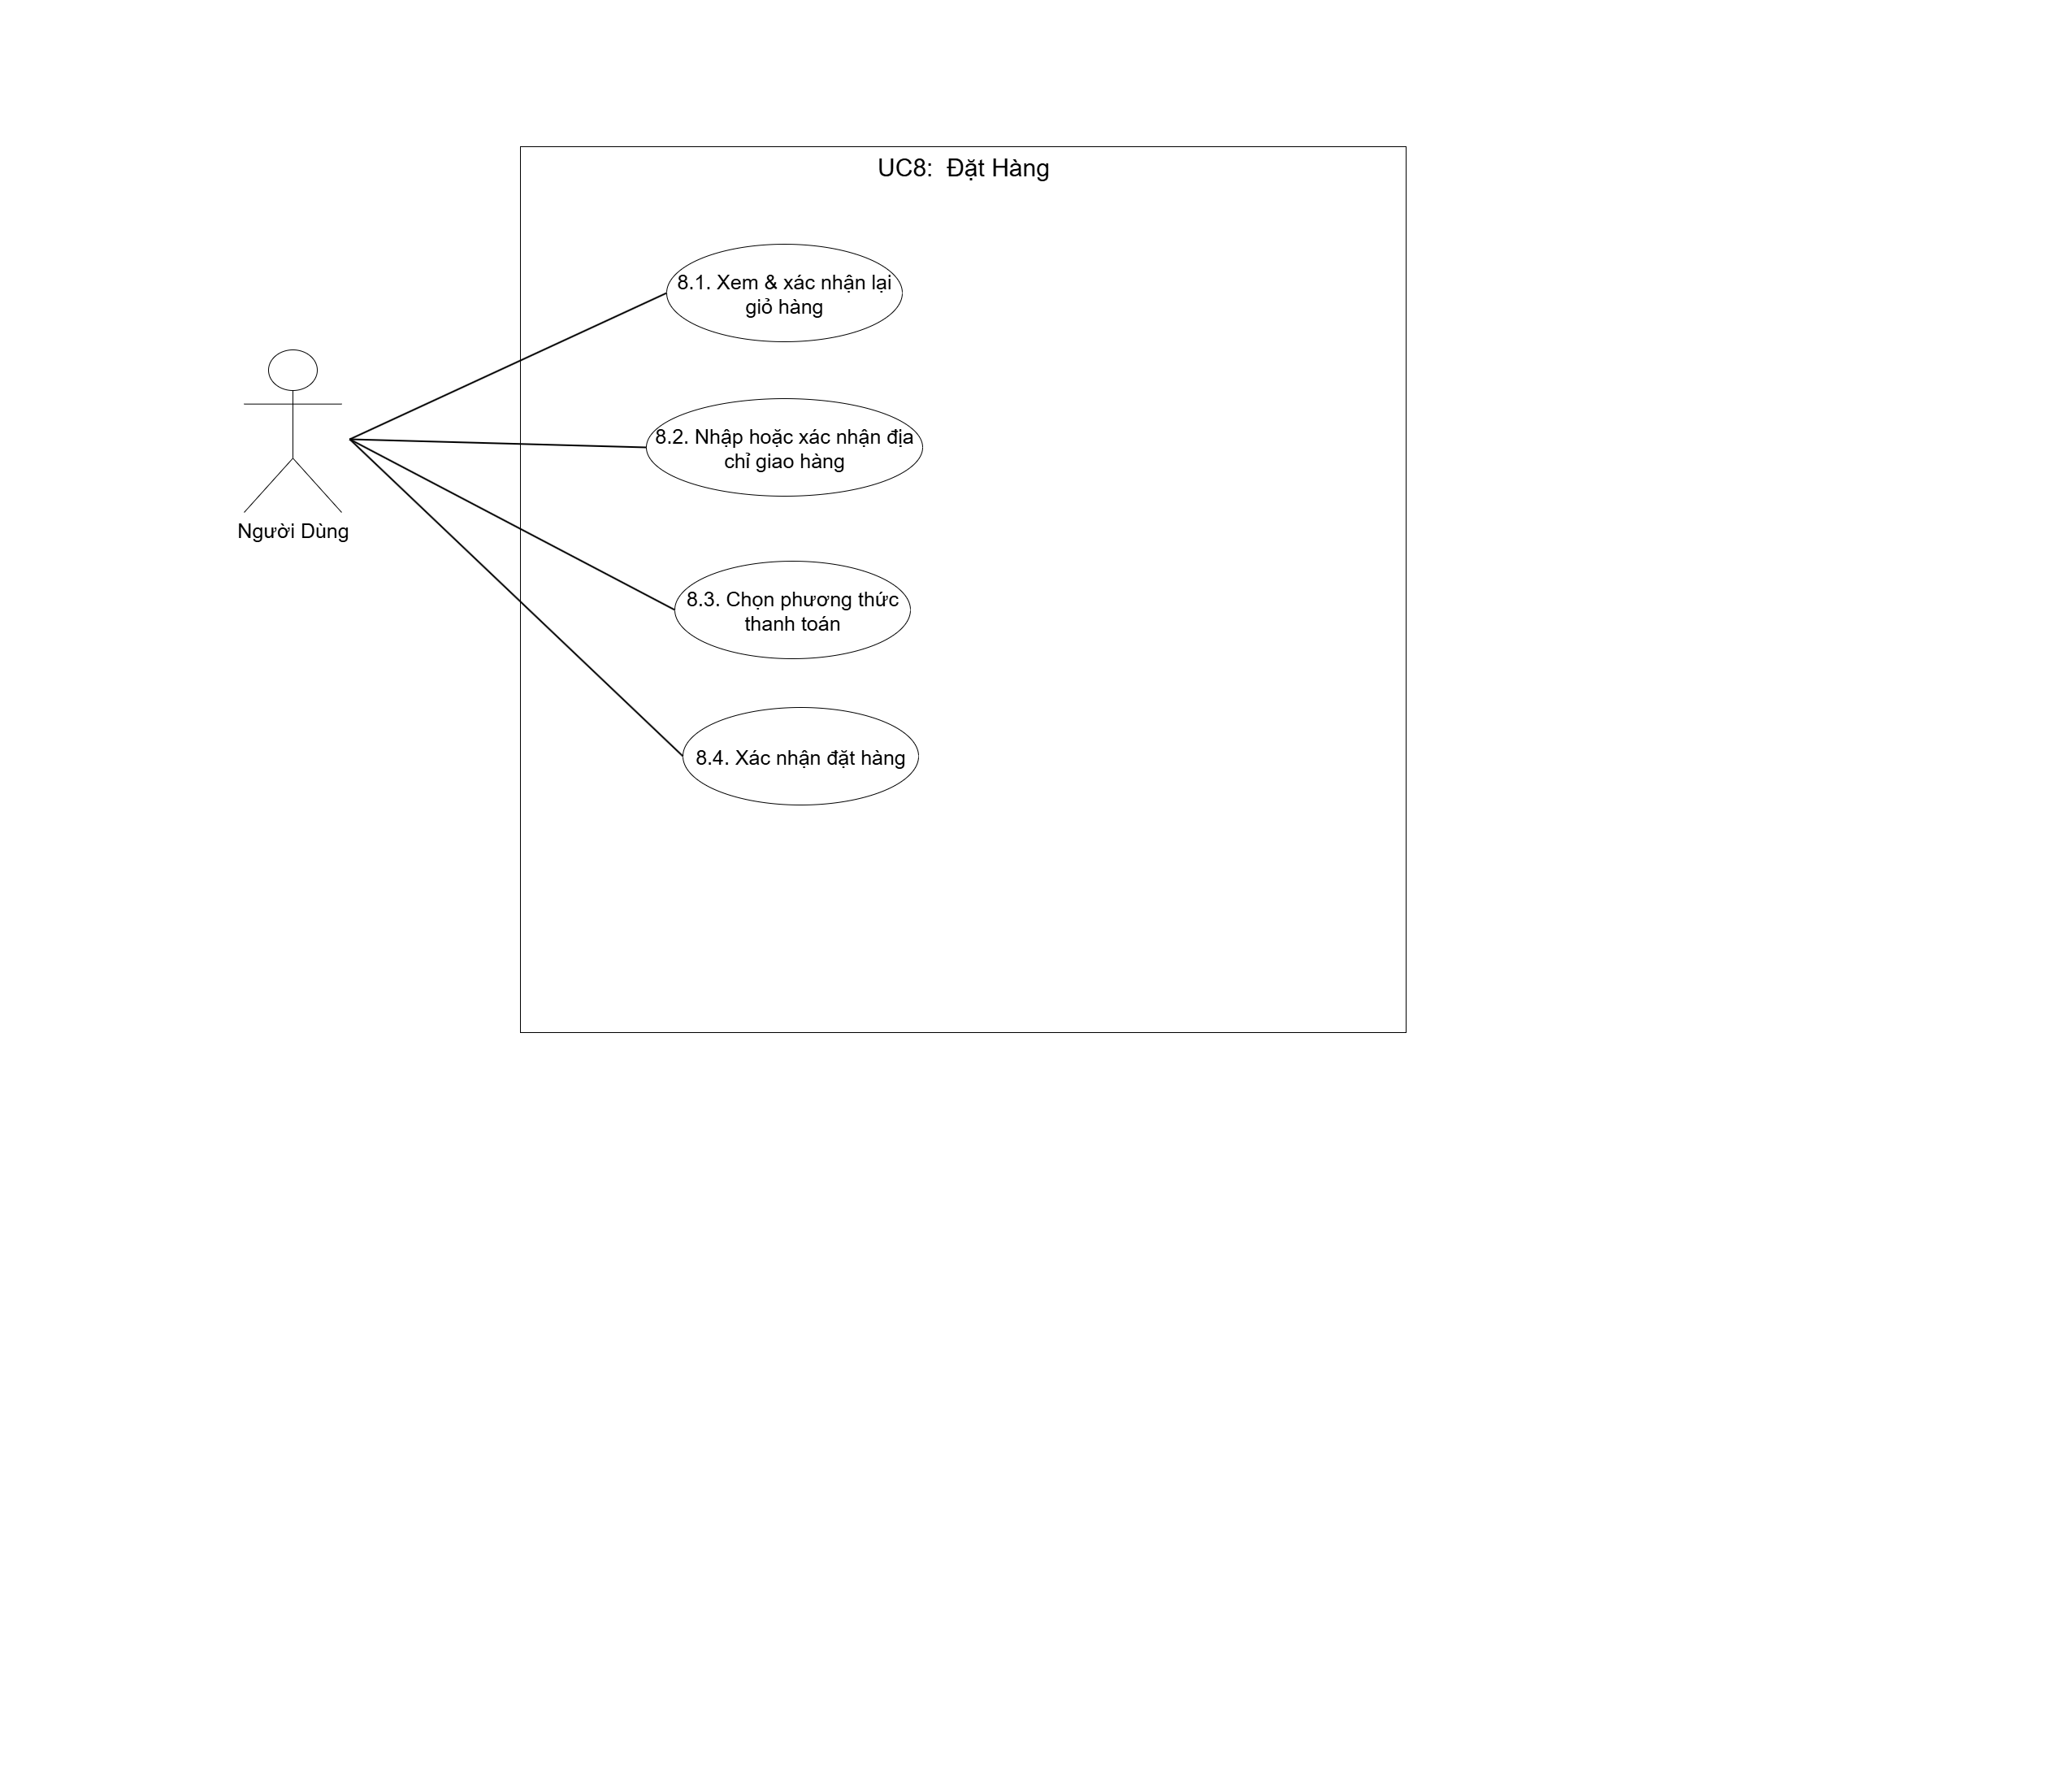 UC8:  Đặt Hàng
8.1. Xem & xác nhận lại
giỏ hàng
8.2. Nhập hoặc xác nhận địa
chỉ giao hàng
Người Dùng
8.3. Chọn phương thức
thanh toán
8.4. Xác nhận đặt hàng